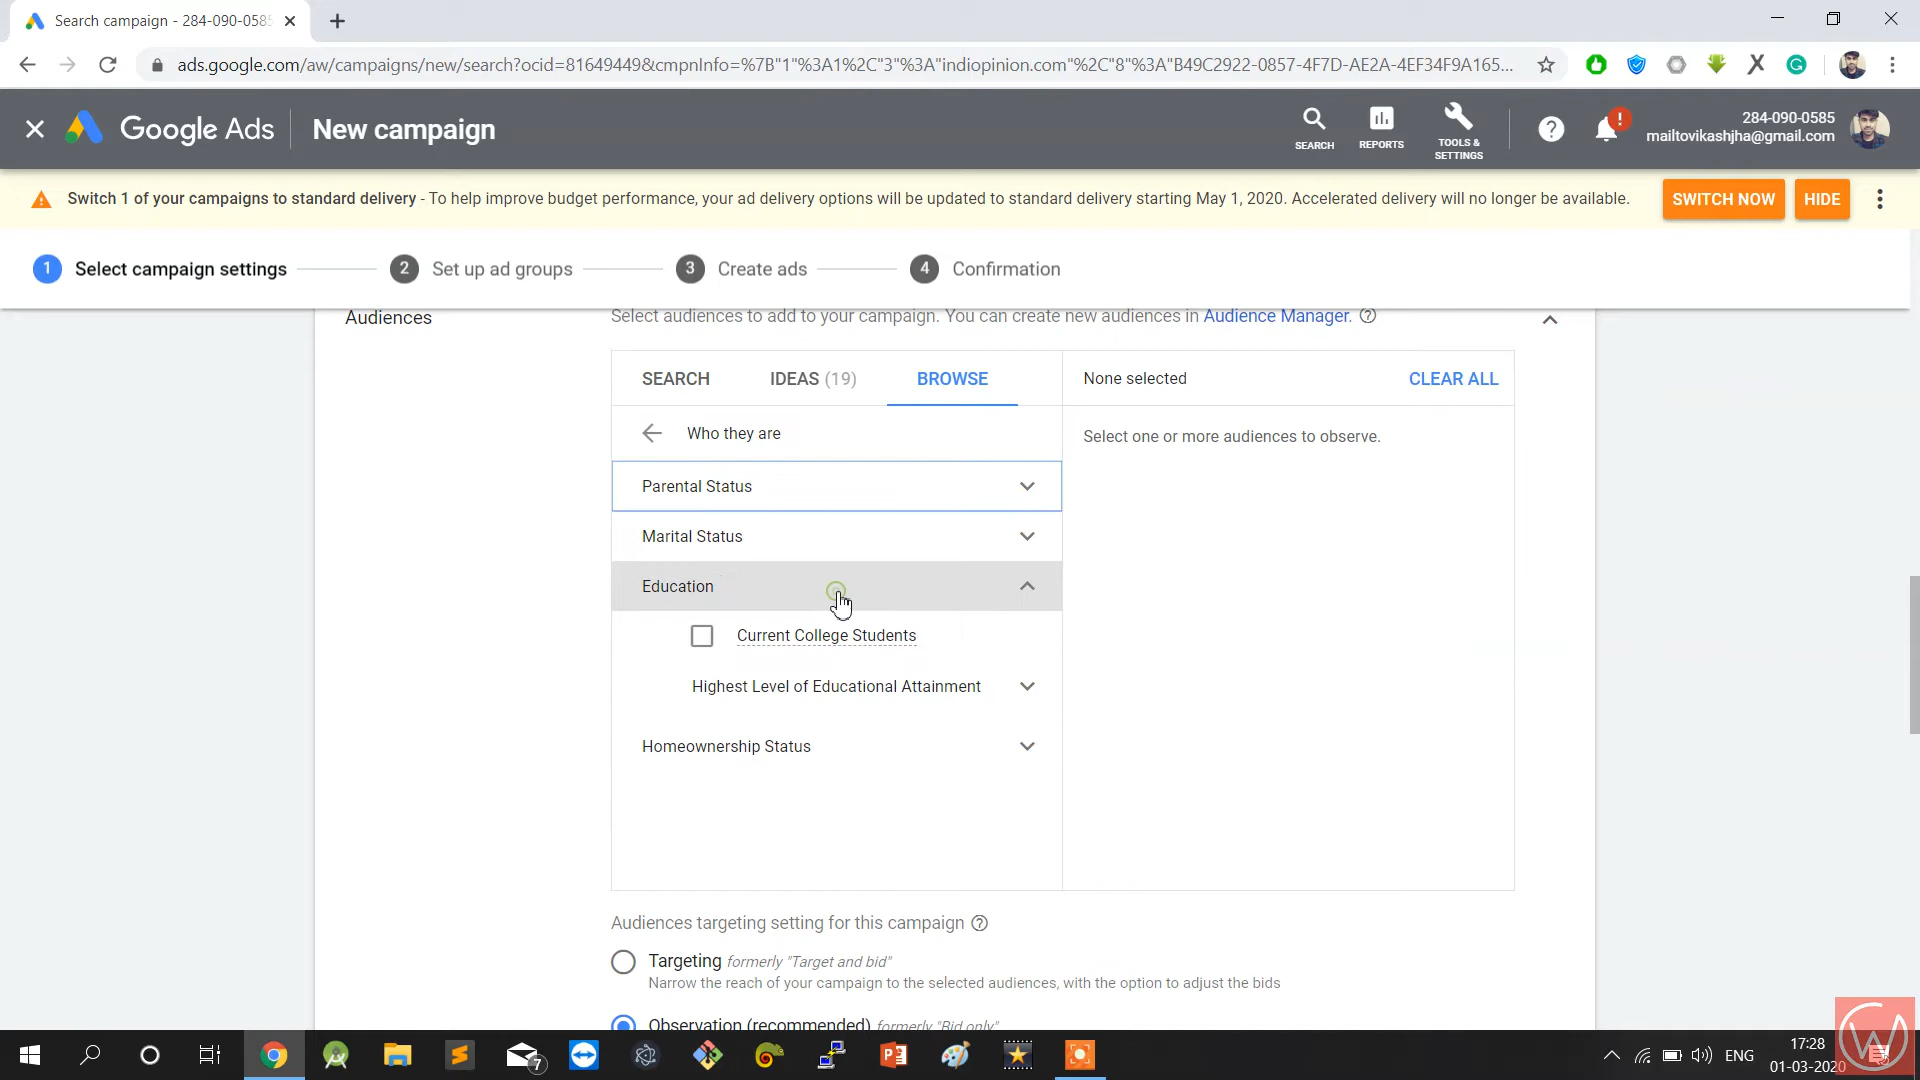 Search campaign - 284-090-0585
ads.google.com/aw/campaigns/new/search?ocid=81649449&cmpnInfo=%7B"1"%3A1%2C"3"%3A"indiopinion.com"%2C"8"%3A"B49C2922-0857-4F7D-AE2A-4EF34F9A165...
Google Ads
New campaign
SEARCH
REPORTS
TOOLS &
SETTINGS
284-090-0585
mailtovikashjha@gmail.com
Switch 1 of your campaigns to standard delivery - To help improve budget performance, your ad delivery options will be updated to standard delivery starting May 1, 2020. Accelerated delivery will no longer be available.
SWITCH NOW
HIDE
1 Select campaign settings
2 Set up ad groups
3 Create ads
4 Confirmation
Audiences
Select audiences to add to your campaign. You can create new audiences in Audience Manager.
SEARCH
IDEAS (19)
BROWSE
None selected
CLEAR ALL
Who they are
Select one or more audiences to observe.
Parental Status
Marital Status
Education
Current College Students
Highest Level of Educational Attainment
Homeownership Status
Audiences targeting setting for this campaign
Targeting formerly "Target and bid"
Narrow the reach of your campaign to the selected audiences, with the option to adjust the bids
Observation (recommended) formerly "Bid only"
7
ENG
17:28
01-03-2020